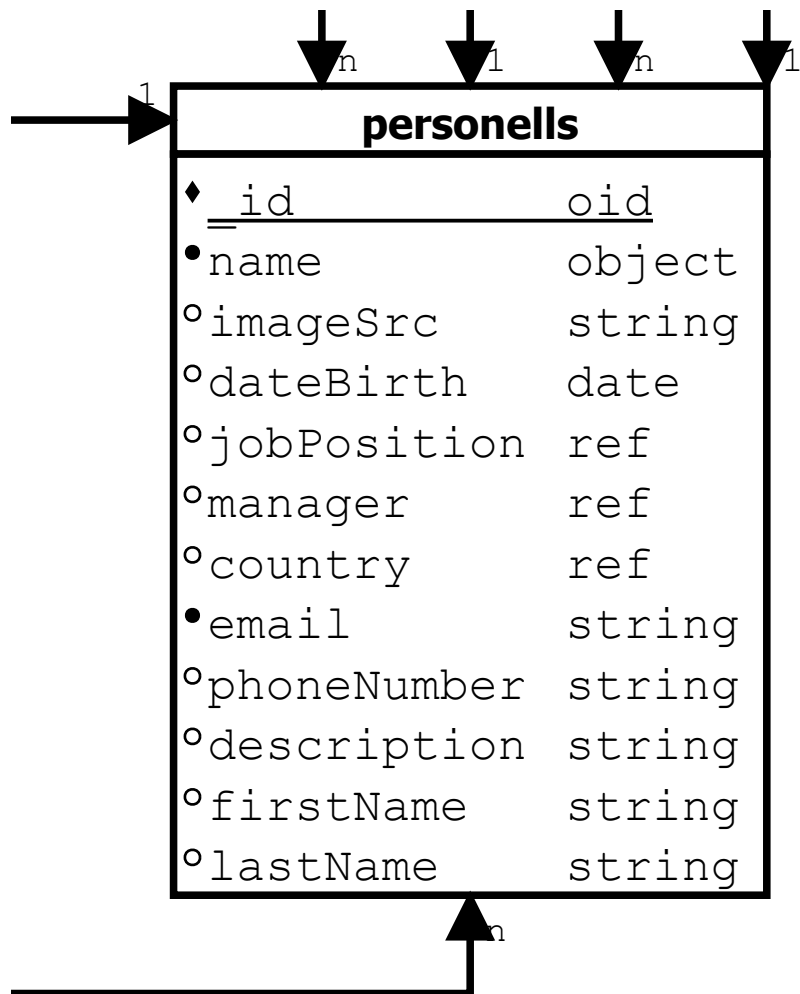 n 1 n 1
1
personells
_id oid
name object
imageSrc string
dateBirth date
jobPosition ref
manager ref
country ref
email string
phoneNumber string
description string
firstName string
lastName string
n